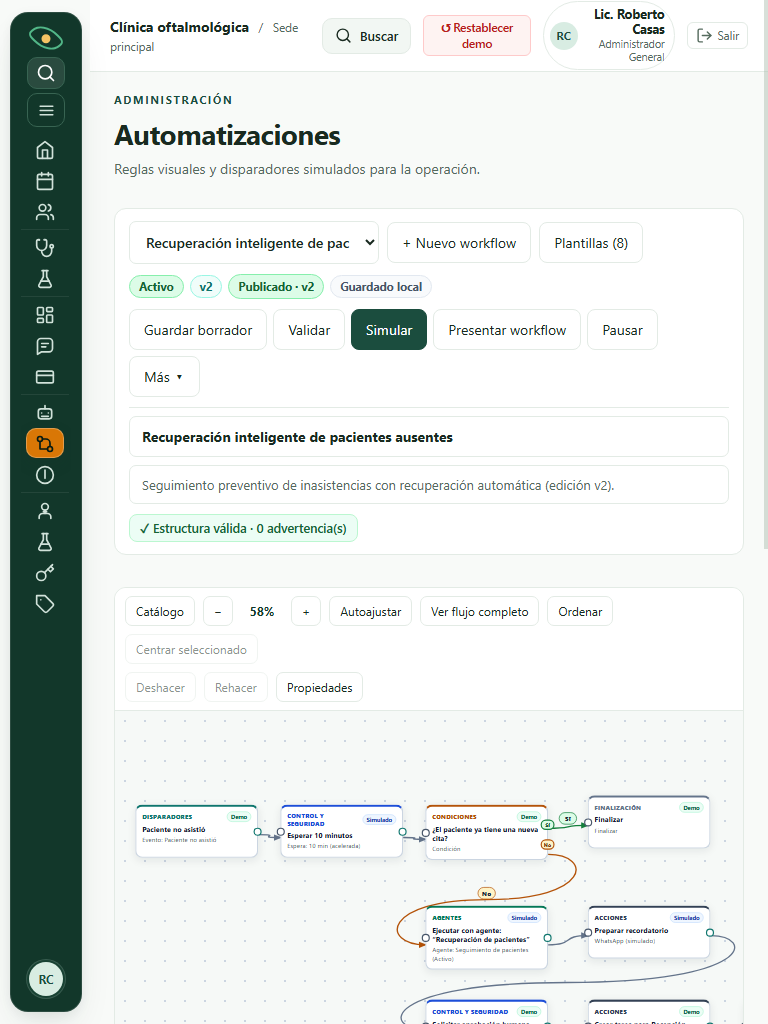 Clínica oftalmológica / Sede principal
Buscar
↺ Restablecer demo
RC
Lic. Roberto Casas
Administrador General
Salir
ADMINISTRACIÓN
Automatizaciones
Reglas visuales y disparadores simulados para la operación.
Recuperación inteligente de pac
+ Nuevo workflow
Plantillas (8)
Activo
v2
Publicado · v2
Guardado local
Guardar borrador
Validar
Simular
Presentar workflow
Pausar
Más ▾
Recuperación inteligente de pacientes ausentes
Seguimiento preventivo de inasistencias con recuperación automática (edición v2).
✓ Estructura válida · 0 advertencia(s)
Catálogo
−
58%
+
Autoajustar
Ver flujo completo
Ordenar
Centrar seleccionado
Deshacer
Rehacer
Propiedades
DISPARADORES
Demo
Paciente no asistió
Evento: Paciente no asistió
CONTROL Y SEGURIDAD
Simulado
Esperar 10 minutos
Espera: 10 min (acelerada)
CONDICIONES
Demo
¿El paciente ya tiene una nueva cita?
Condición
Sí
No
Sí
FINALIZACIÓN
Demo
Finalizar
Finalizar
No
AGENTES
Simulado
Ejecutar con agente: "Recuperación de pacientes"
Agente: Seguimiento de pacientes (Activo)
ACCIONES
Simulado
Preparar recordatorio
WhatsApp (simulado)
CONTROL Y SEGURIDAD
Demo
ACCIONES
Demo
RC